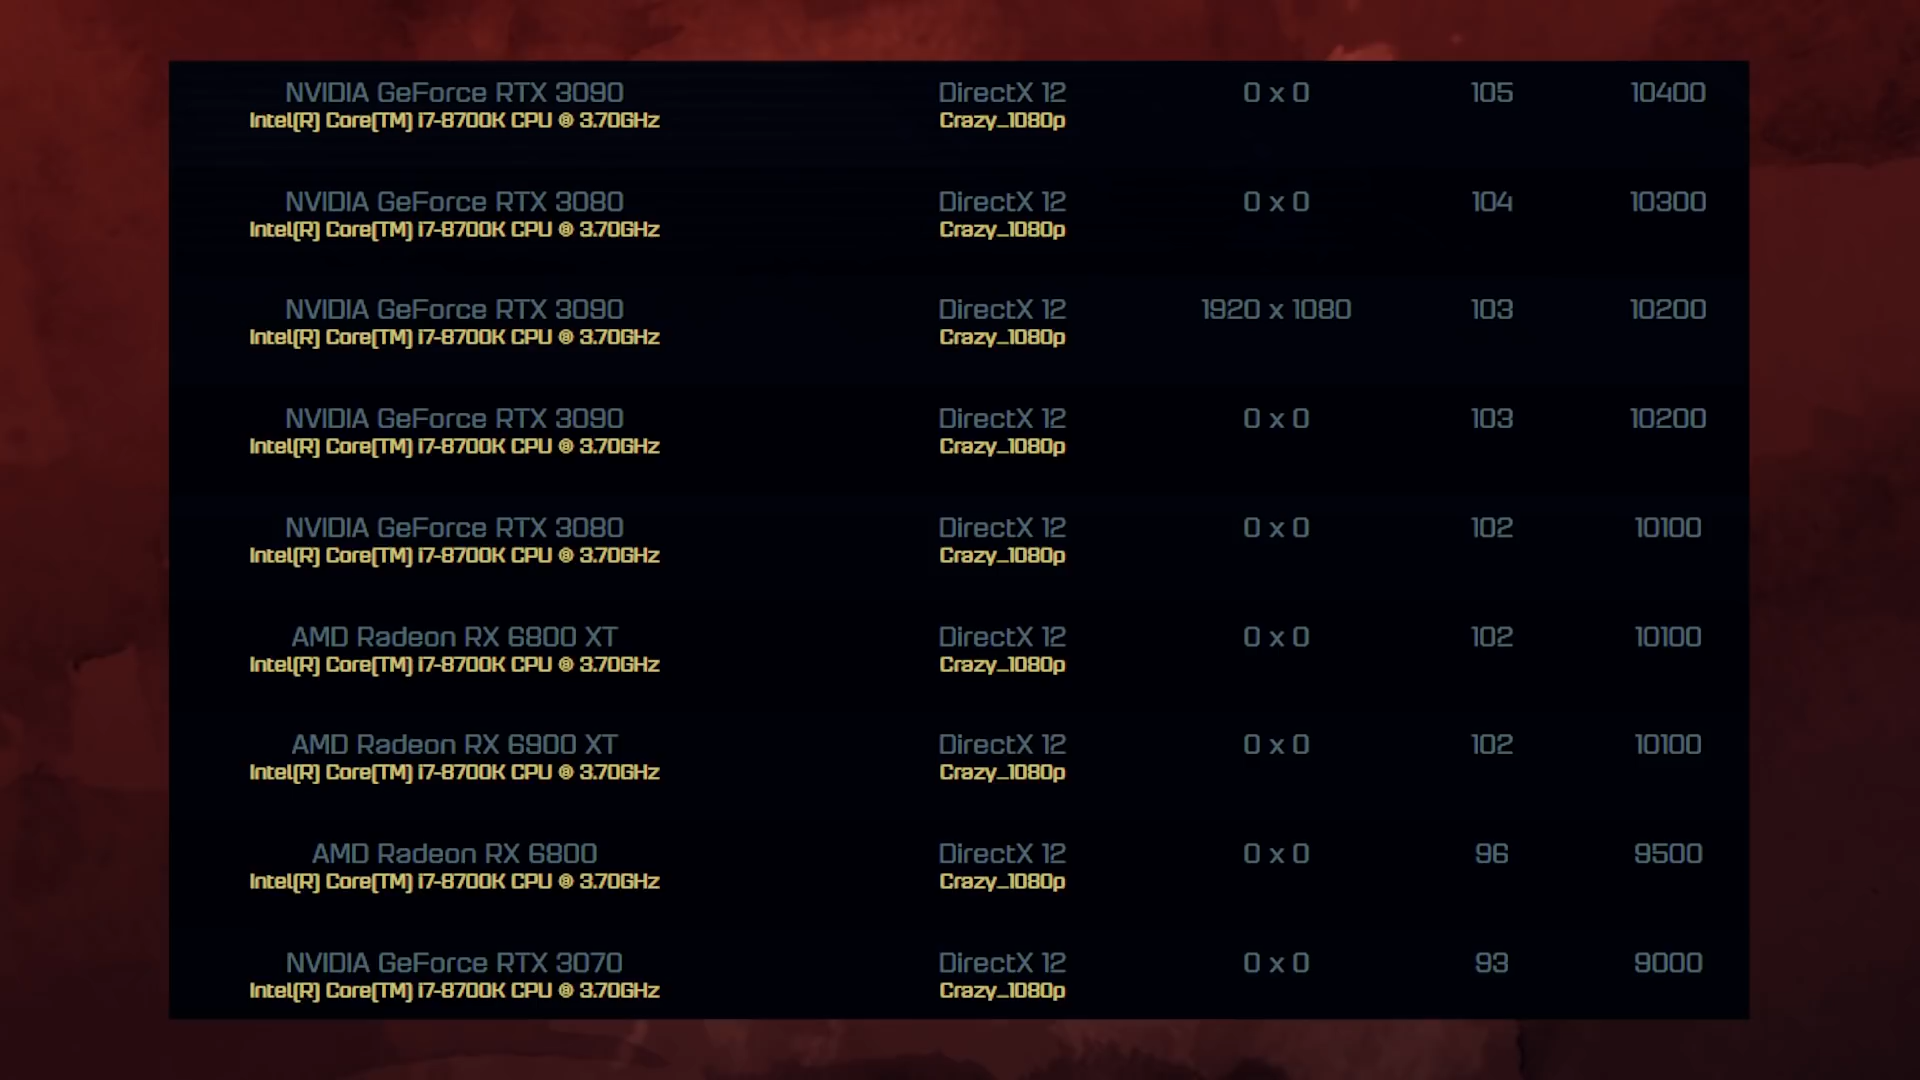 NVIDIA GeForce RTX 3090 DirectX 12 0 x 0 105 10400
Intel(R) Core(TM) i7-8700K CPU @ 3.70GHz Crazy_1080p
NVIDIA GeForce RTX 3080 DirectX 12 0 x 0 104 10300
Intel(R) Core(TM) i7-8700K CPU @ 3.70GHz Crazy_1080p
NVIDIA GeForce RTX 3090 DirectX 12 1920 x 1080 103 10200
Intel(R) Core(TM) i7-8700K CPU @ 3.70GHz Crazy_1080p
NVIDIA GeForce RTX 3090 DirectX 12 0 x 0 103 10200
Intel(R) Core(TM) i7-8700K CPU @ 3.70GHz Crazy_1080p
NVIDIA GeForce RTX 3080 DirectX 12 0 x 0 102 10100
Intel(R) Core(TM) i7-8700K CPU @ 3.70GHz Crazy_1080p
AMD Radeon RX 6800 XT DirectX 12 0 x 0 102 10100
Intel(R) Core(TM) i7-8700K CPU @ 3.70GHz Crazy_1080p
AMD Radeon RX 6900 XT DirectX 12 0 x 0 102 10100
Intel(R) Core(TM) i7-8700K CPU @ 3.70GHz Crazy_1080p
AMD Radeon RX 6800 DirectX 12 0 x 0 96 9500
Intel(R) Core(TM) i7-8700K CPU @ 3.70GHz Crazy_1080p
NVIDIA GeForce RTX 3070 DirectX 12 0 x 0 93 9000
Intel(R) Core(TM) i7-8700K CPU @ 3.70GHz Crazy_1080p